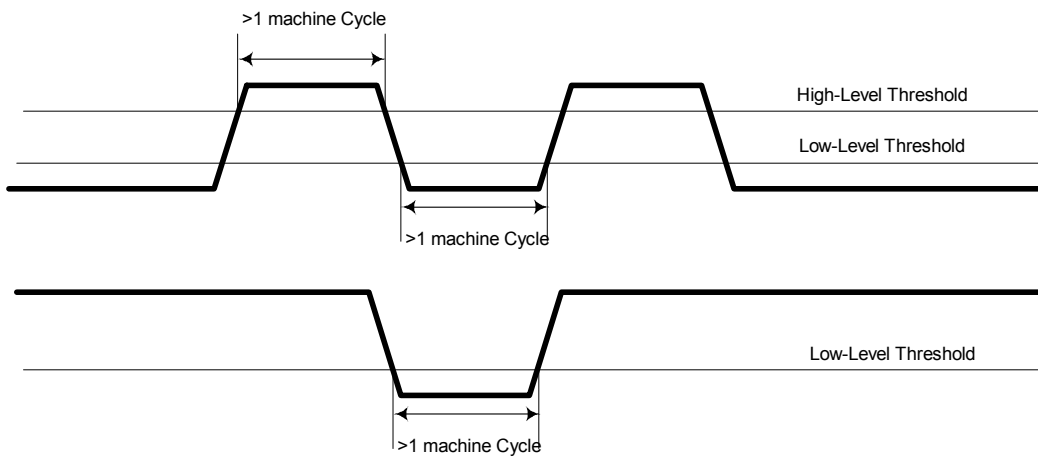 >1 machine Cycle
High-Level Threshold
Low-Level Threshold
>1 machine Cycle
Low-Level Threshold
>1 machine Cycle